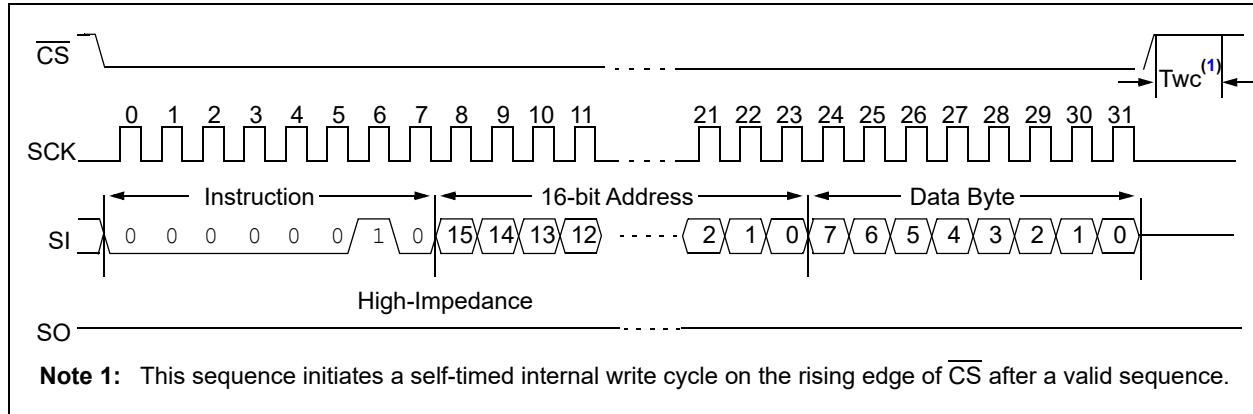 CS
Twc(1)
0 1 2 3 4 5 6 7 8 9 10 11 21 22 23 24 25 26 27 28 29 30 31
SCK
Instruction 16-bit Address Data Byte
SI 0 0 0 0 0 0 1 0 15 14 13 12 2 1 0 7 6 5 4 3 2 1 0
High-Impedance
SO
Note 1: This sequence initiates a self-timed internal write cycle on the rising edge of CS after a valid sequence.